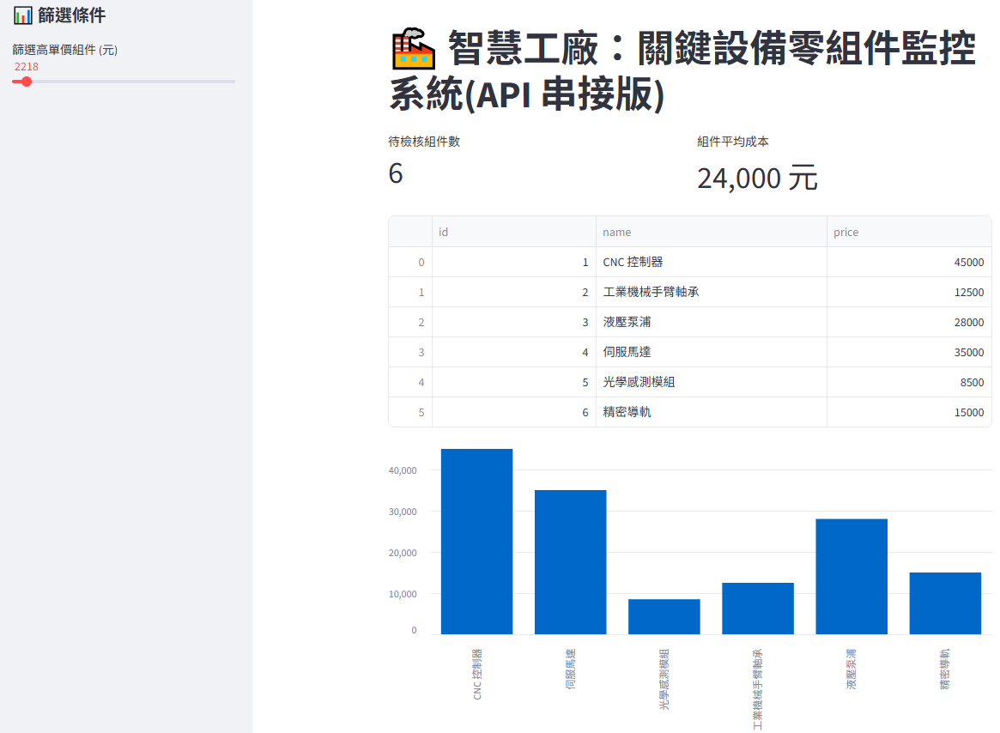 📊 篩選條件
篩選高單價組件 (元)
2218
🏭 智慧工廠：關鍵設備零組件監控
系統(API 串接版)
待檢核組件數
6
組件平均成本
24,000 元
id name price
0 1 CNC 控制器 45000
1 2 工業機械手臂軸承 12500
2 3 液壓泵浦 28000
3 4 伺服馬達 35000
4 5 光學感測模組 8500
5 6 精密導軌 15000
40,000
30,000
20,000
10,000
0
CNC 控制器
伺服馬達
光學感測模組
工業機械手臂軸承
液壓泵浦
精密導軌